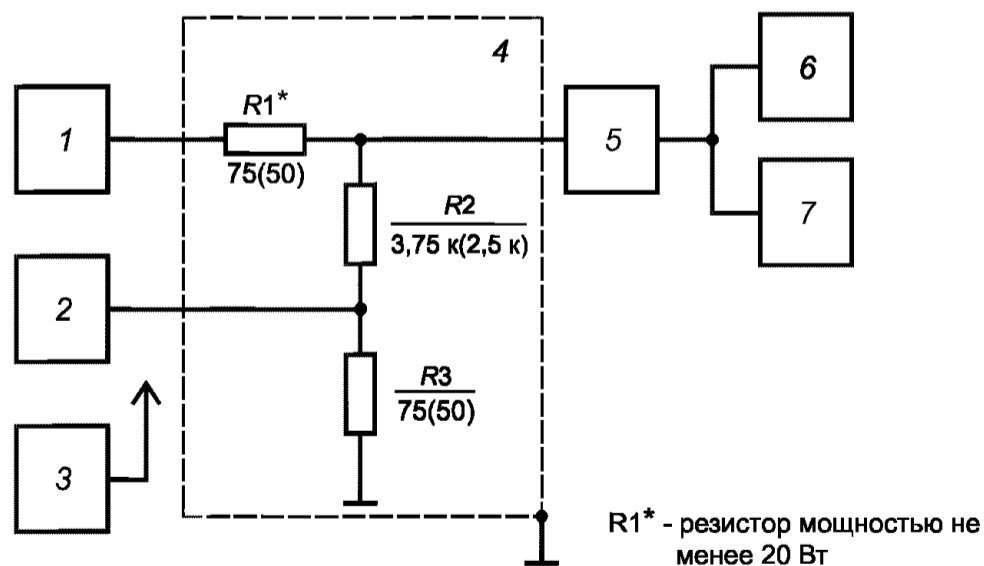 4
6
R1*
1
5
75(50)
7
R2
3,75 к(2,5 к)
2
R3
75(50)
3
R1* - резистор мощностью не
менее 20 Вт